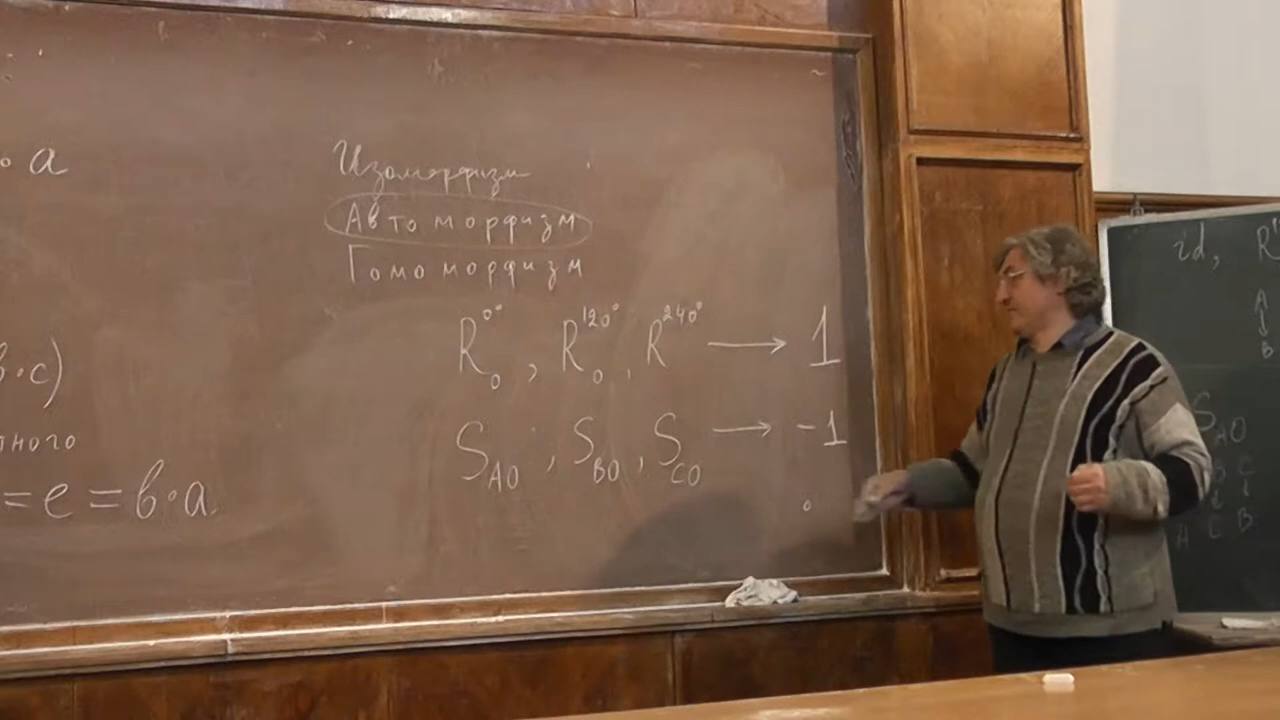 · a
Изоморфизм
Автоморфизм
Гомоморфизм
R₀^0°, R₀^120°, R^240° → 1
в·c)
S_AO, S_BO, S_CO → -1
тного
= e = в·a
∘
id, R
A
↓
B
S_AO
B C
↓ ↓
A C B